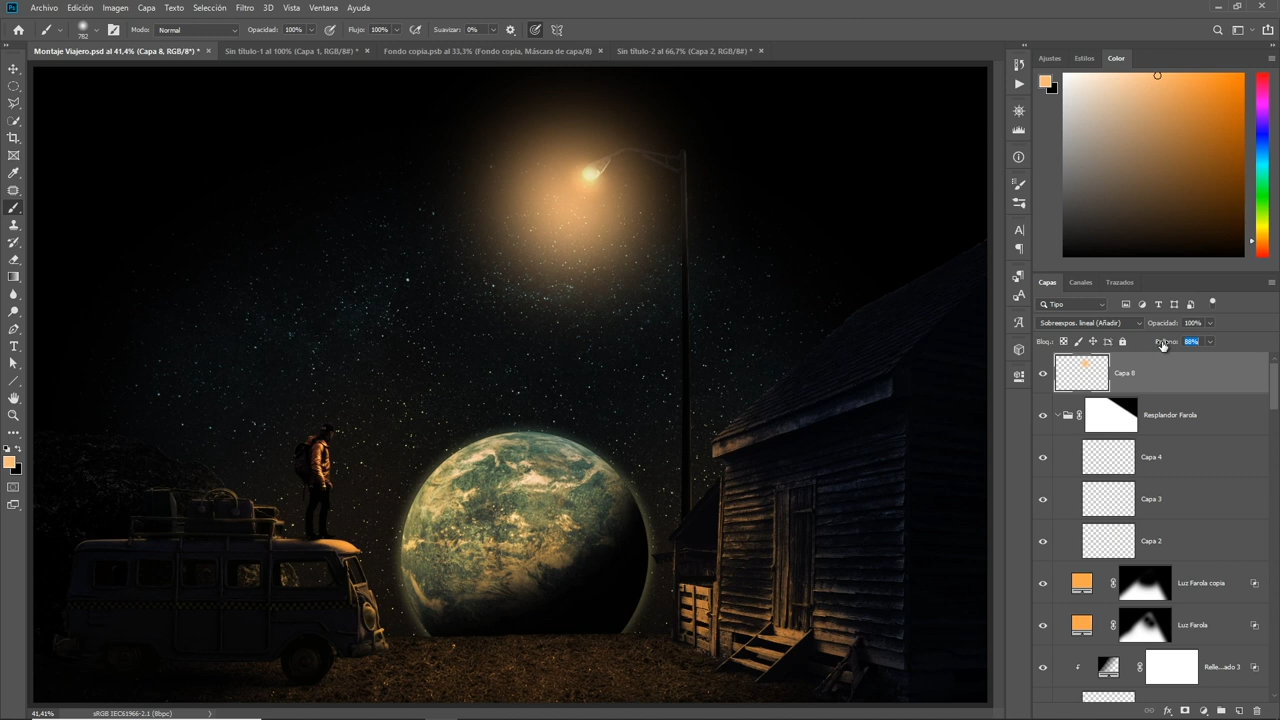 Ps Archivo Edición Imagen Capa Texto Selección Filtro 3D Vista Ventana Ayuda
782 Modo: Normal Opacidad: 100% Flujo: 100% Suavizar: 0%
Montaje Viajero.psd al 41,4% (Capa 8, RGB/8*) * × Sin título-1 al 100% (Capa 1, RGB/8#) * × Fondo copia.psb al 33,3% (Fondo copia, Máscara de capa/8) × Sin título-2 al 66,7% (Capa 2, RGB/8#) * ×
Ajustes Estilos Color
Capas Canales Trazados
Tipo
Sobreexpos. lineal (Añadir) Opacidad: 100%
Bloq.: 88%
Capa 8
Resplandor Farola
Capa 4
Capa 3
Capa 2
Luz Farola copia
Luz Farola
Relle...ado 3
41,41% sRGB IEC61966-2.1 (8bpc)